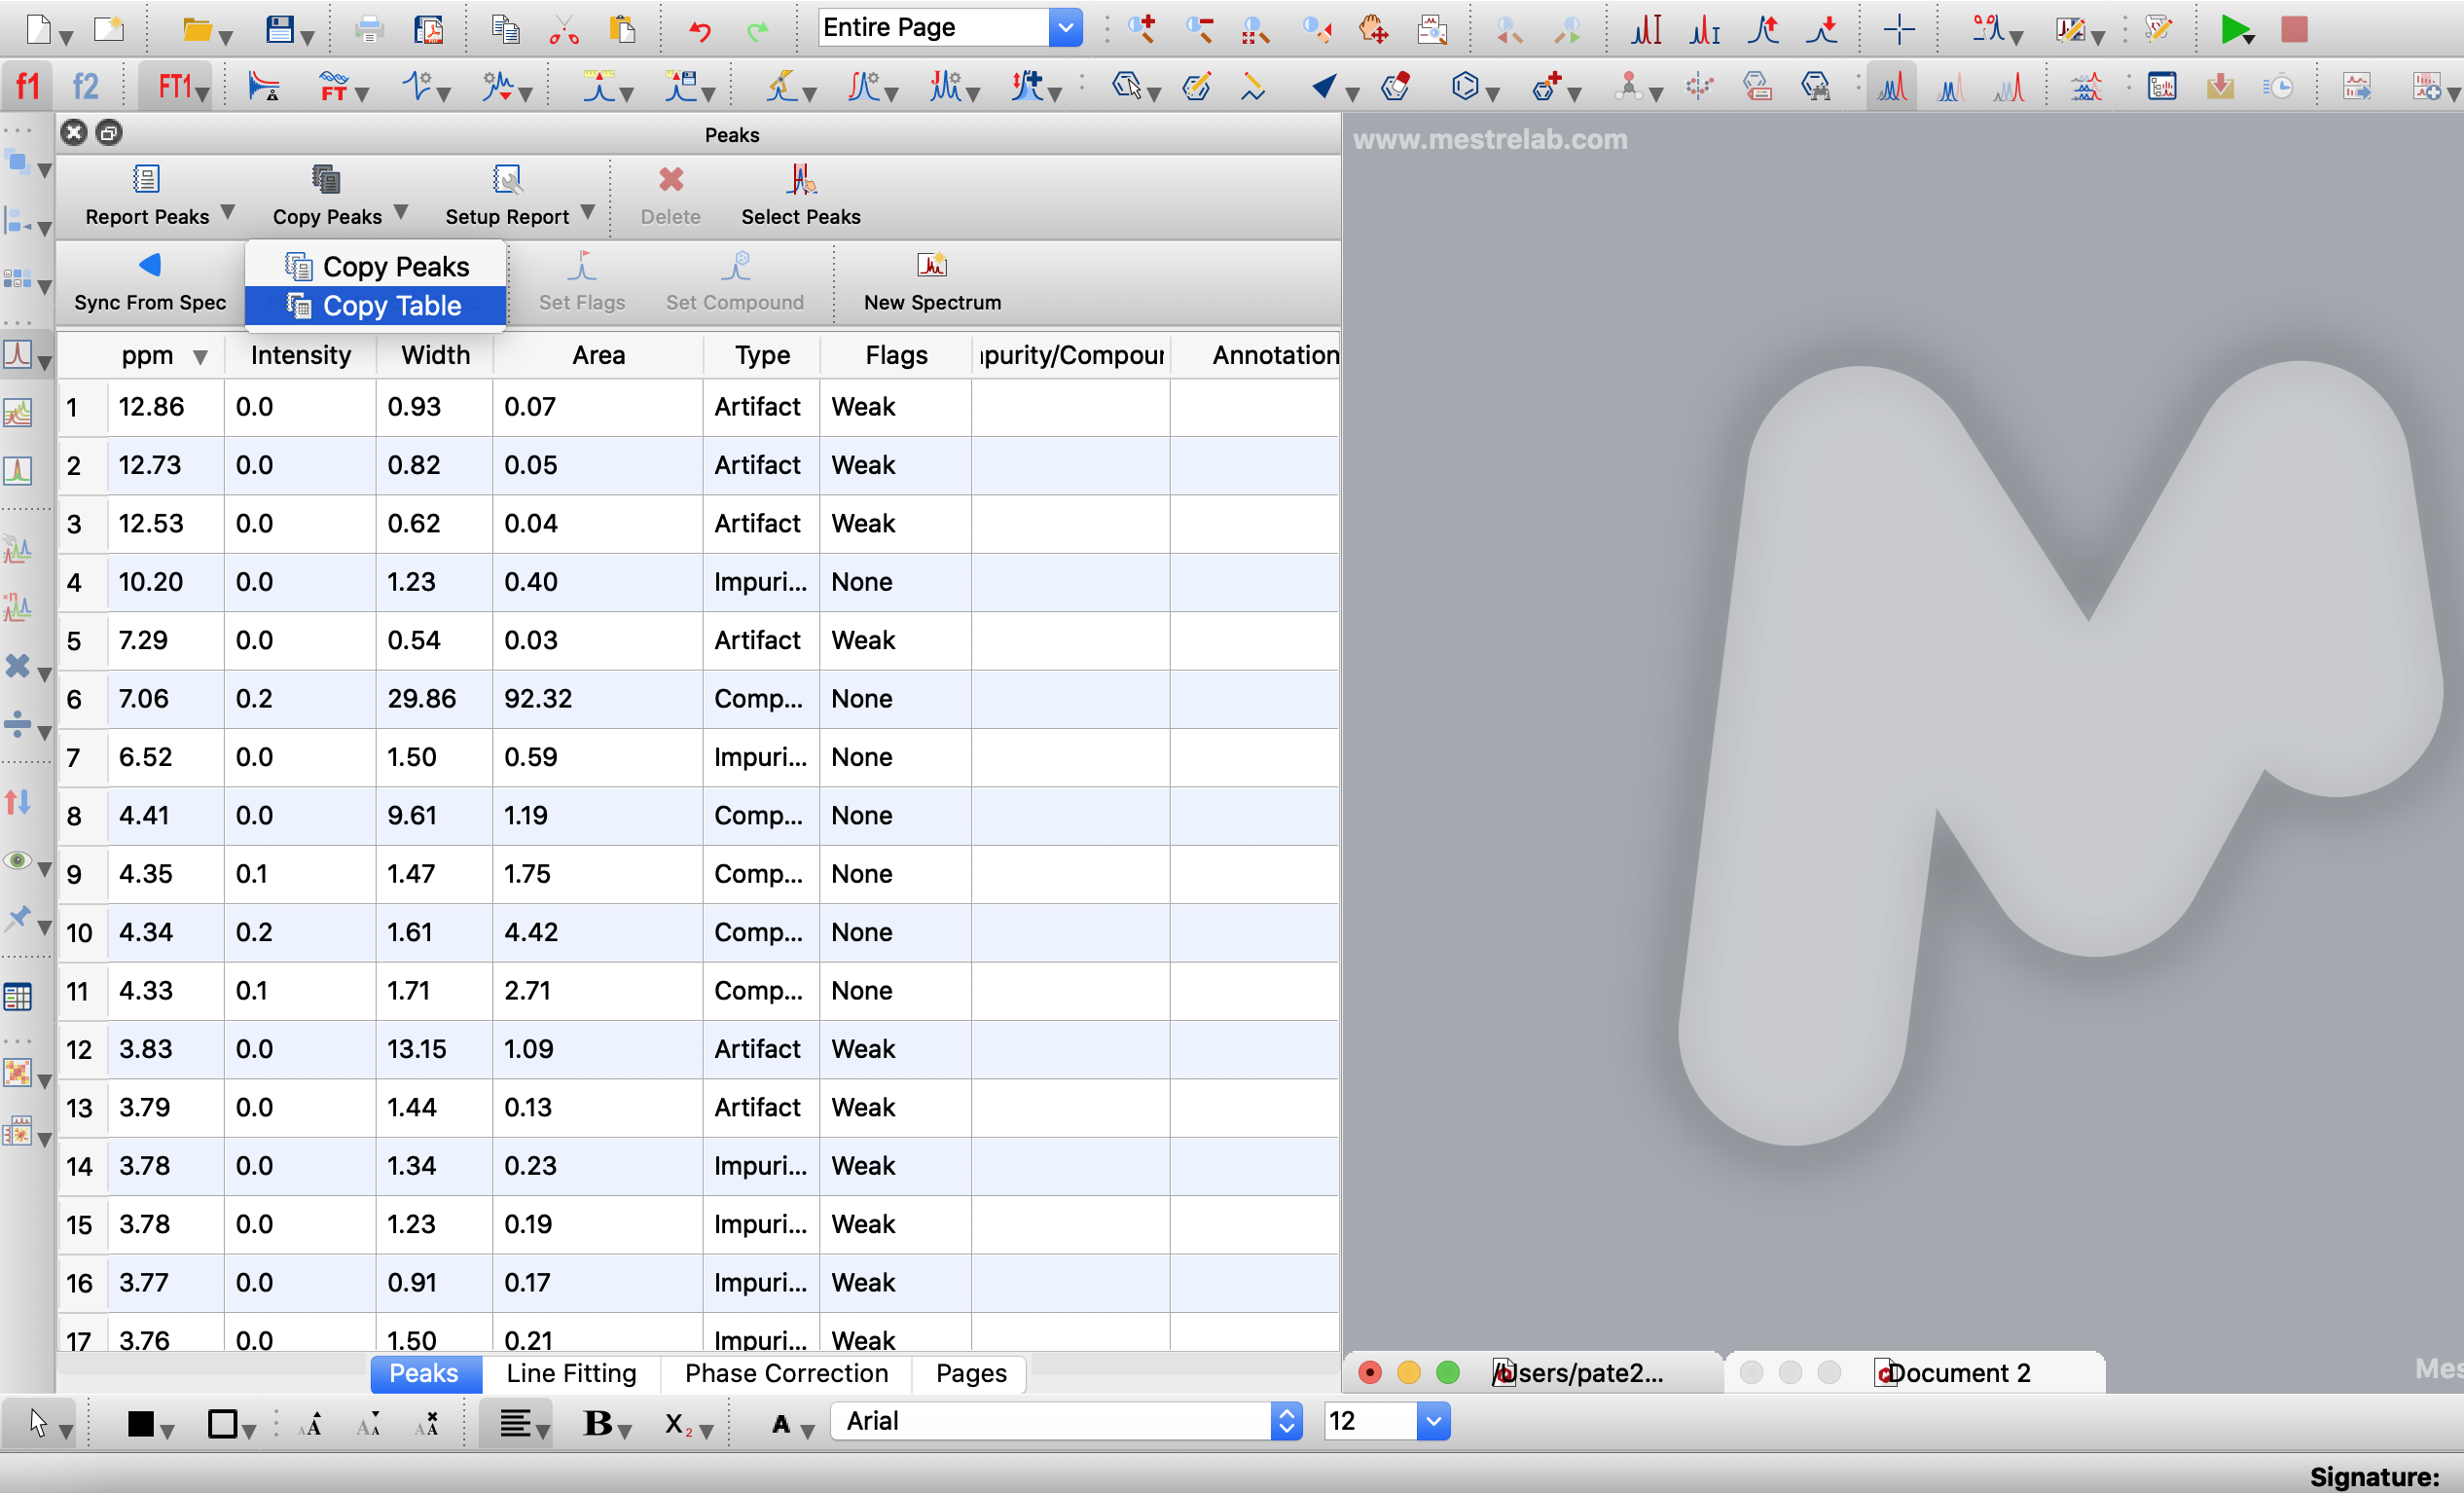 Entire Page
f1 f2 FT1 FT
Peaks
www.mestrelab.com
Report Peaks Copy Peaks Setup Report Delete Select Peaks
Copy Peaks
Copy Table
Sync From Spec Set Flags Set Compound New Spectrum
ppm Intensity Width Area Type Flags purity/Compour Annotation
1 12.86 0.0 0.93 0.07 Artifact Weak
2 12.73 0.0 0.82 0.05 Artifact Weak
3 12.53 0.0 0.62 0.04 Artifact Weak
4 10.20 0.0 1.23 0.40 Impuri... None
5 7.29 0.0 0.54 0.03 Artifact Weak
6 7.06 0.2 29.86 92.32 Comp... None
7 6.52 0.0 1.50 0.59 Impuri... None
8 4.41 0.0 9.61 1.19 Comp... None
9 4.35 0.1 1.47 1.75 Comp... None
10 4.34 0.2 1.61 4.42 Comp... None
11 4.33 0.1 1.71 2.71 Comp... None
12 3.83 0.0 13.15 1.09 Artifact Weak
13 3.79 0.0 1.44 0.13 Artifact Weak
14 3.78 0.0 1.34 0.23 Impuri... Weak
15 3.78 0.0 1.23 0.19 Impuri... Weak
16 3.77 0.0 0.91 0.17 Impuri... Weak
17 3.76 0.0 1.50 0.21 Impuri... Weak
Peaks Line Fitting Phase Correction Pages
/Users/pate2... Document 2
Mes
B X2 A Arial 12
Signature: